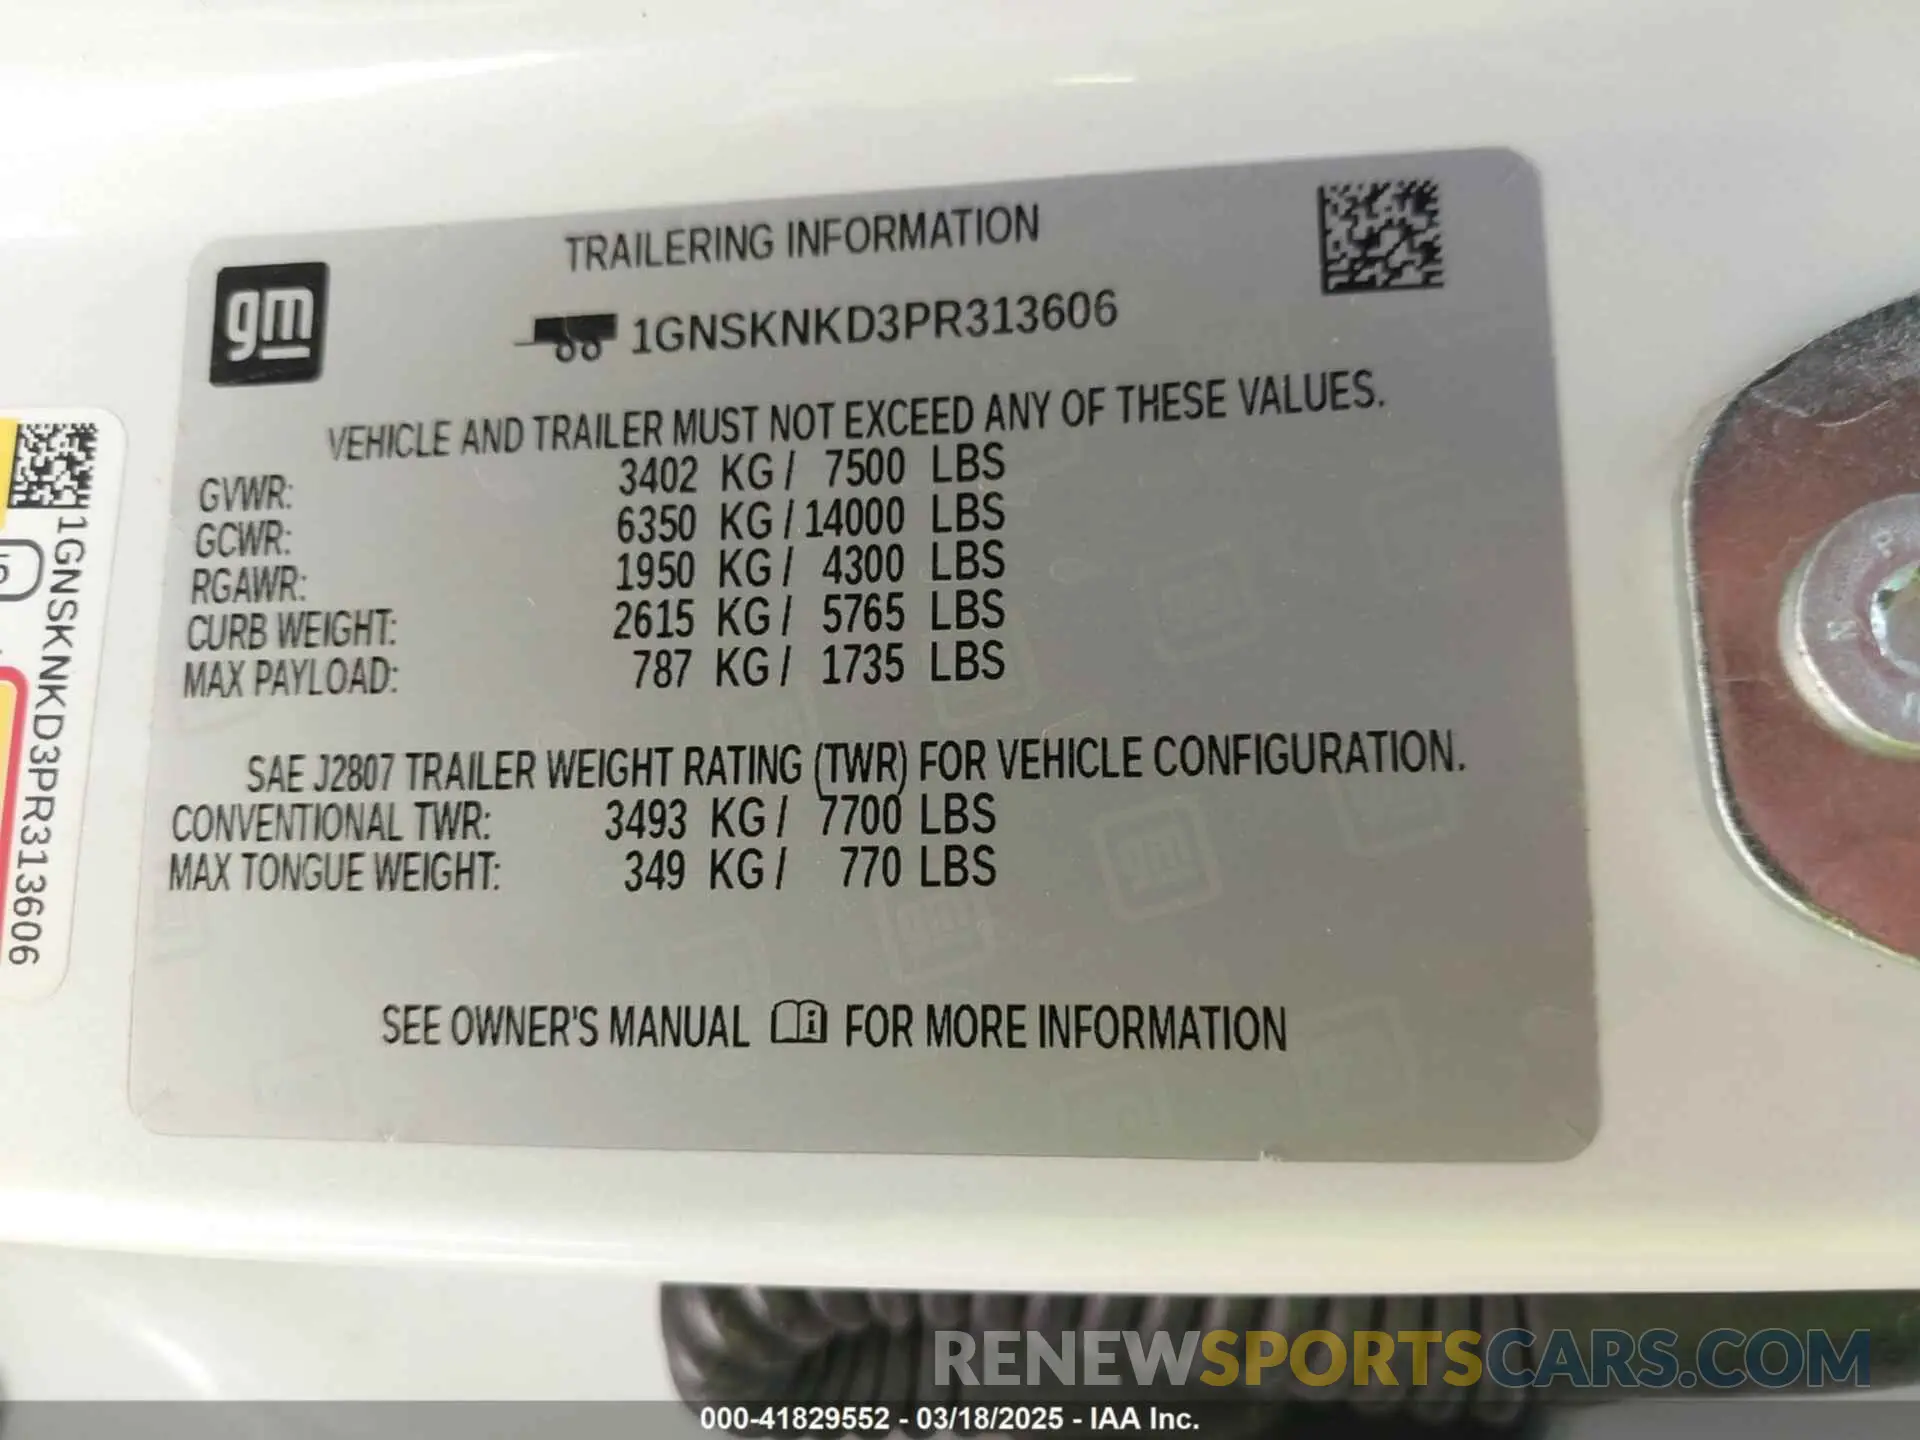 gm
TRAILERING INFORMATION
1GNSKNKD3PR313606
VEHICLE AND TRAILER MUST NOT EXCEED ANY OF THESE VALUES.
GVWR: 3402 KG / 7500 LBS
GCWR: 6350 KG / 14000 LBS
RGAWR: 1950 KG / 4300 LBS
CURB WEIGHT: 2615 KG / 5765 LBS
MAX PAYLOAD: 787 KG / 1735 LBS
SAE J2807 TRAILER WEIGHT RATING (TWR) FOR VEHICLE CONFIGURATION.
CONVENTIONAL TWR: 3493 KG / 7700 LBS
MAX TONGUE WEIGHT: 349 KG / 770 LBS
SEE OWNER'S MANUAL i FOR MORE INFORMATION
1GNSKNKD3PR313606
5
RENEWSPORTSCARS.COM
000-41829552 - 03/18/2025 - IAA Inc.